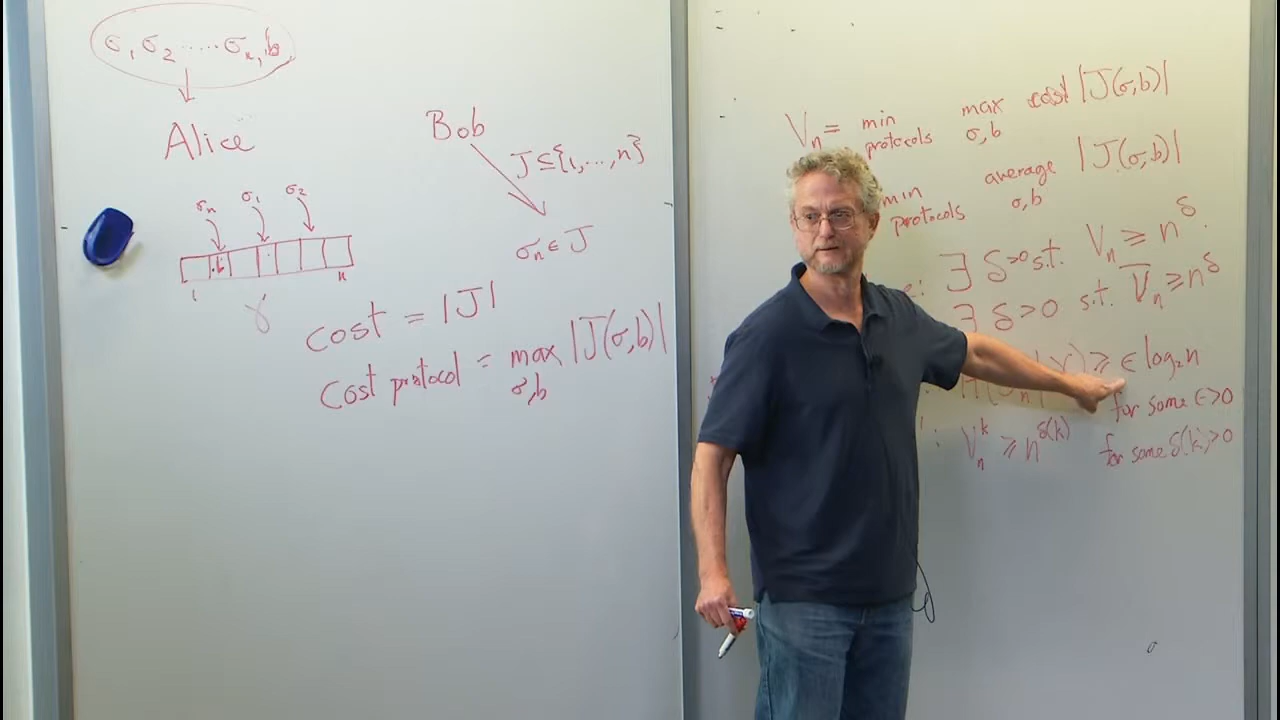 σ₁ σ₂ ..... σₙ, b
Alice
σₙ σ₁ σ₂
b
1 n
γ
Bob
J ⊆ {1,...,n}
σₙ ∈ J
cost = |J|
cost protocol = max |J(σ,b)|
σ,b
Vₙ = min max cost |J(σ,b)|
protocols σ,b
min average |J(σ,b)|
protocols σ,b
∃ δ>0 s.t. Vₙ ≥ n^δ.
∃ δ>0 s.t. V̅ₙ ≥ n^δ
≥ ε log₂ n
for some ε>0
Vₙᵏ ≥ n^δ(k) for some δ(k)>0